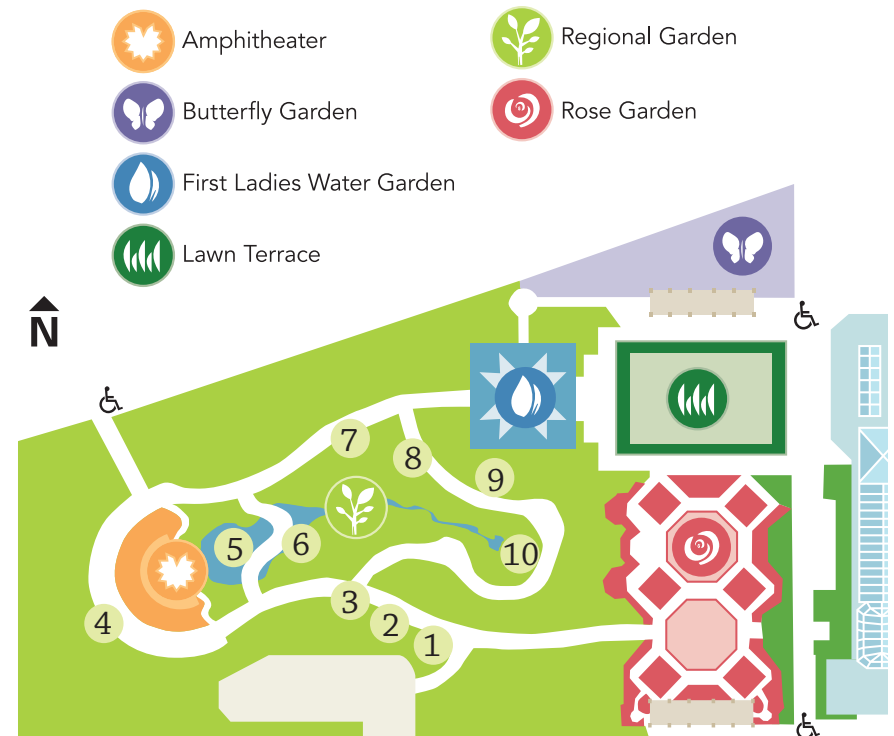 Amphitheater
Butterfly Garden
First Ladies Water Garden
Lawn Terrace
Regional Garden
Rose Garden
N
7
8
9
5
6
10
3
4
2
1